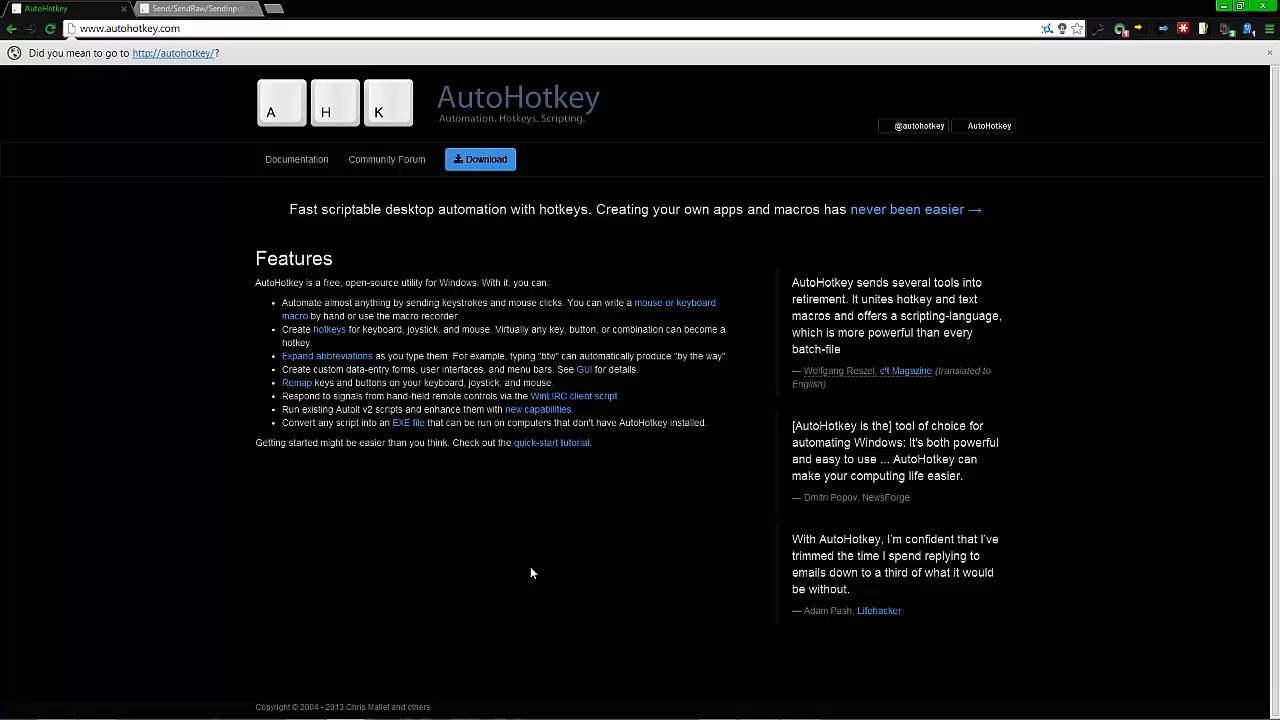 AutoHotkey
Send/SendRaw/SendInput
www.autohotkey.com
Did you mean to go to http://autohotkey/?
A H K
AutoHotkey
Automation. Hotkeys. Scripting.
@autohotkey AutoHotkey
Documentation Community Forum Download
Fast scriptable desktop automation with hotkeys. Creating your own apps and macros has never been easier →
Features
AutoHotkey is a free, open-source utility for Windows. With it, you can:
• Automate almost anything by sending keystrokes and mouse clicks. You can write a mouse or keyboard
macro by hand or use the macro recorder.
• Create hotkeys for keyboard, joystick, and mouse. Virtually any key, button, or combination can become a
hotkey.
• Expand abbreviations as you type them. For example, typing "btw" can automatically produce "by the way".
• Create custom data-entry forms, user interfaces, and menu bars. See GUI for details.
• Remap keys and buttons on your keyboard, joystick, and mouse.
• Respond to signals from hand-held remote controls via the WinLIRC client script.
• Run existing AutoIt v2 scripts and enhance them with new capabilities.
• Convert any script into an EXE file that can be run on computers that don't have AutoHotkey installed.
Getting started might be easier than you think. Check out the quick-start tutorial.
AutoHotkey sends several tools into
retirement. It unites hotkey and text
macros and offers a scripting-language,
which is more powerful than every
batch-file
— Wolfgang Reszel, c't Magazine (translated to
English)
[AutoHotkey is the] tool of choice for
automating Windows: It's both powerful
and easy to use ... AutoHotkey can
make your computing life easier.
— Dmitri Popov, NewsForge
With AutoHotkey, I'm confident that I've
trimmed the time I spend replying to
emails down to a third of what it would
be without.
— Adam Pash, Lifehacker
Copyright © 2004 - 2013 Chris Mallet and others